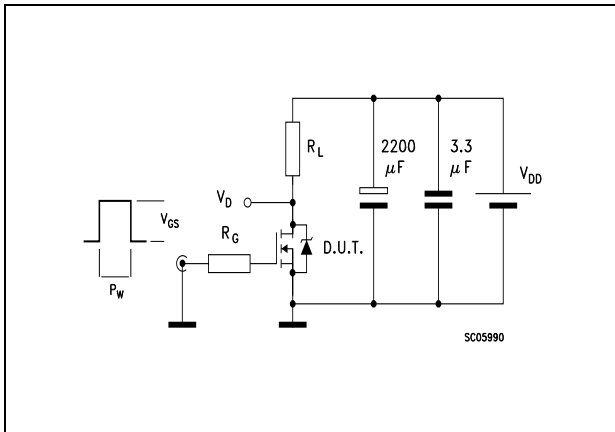 R_L
2200
μF
3.3
μF
V_DD
V_D
V_GS
R_G
D.U.T.
P_W
SC05990